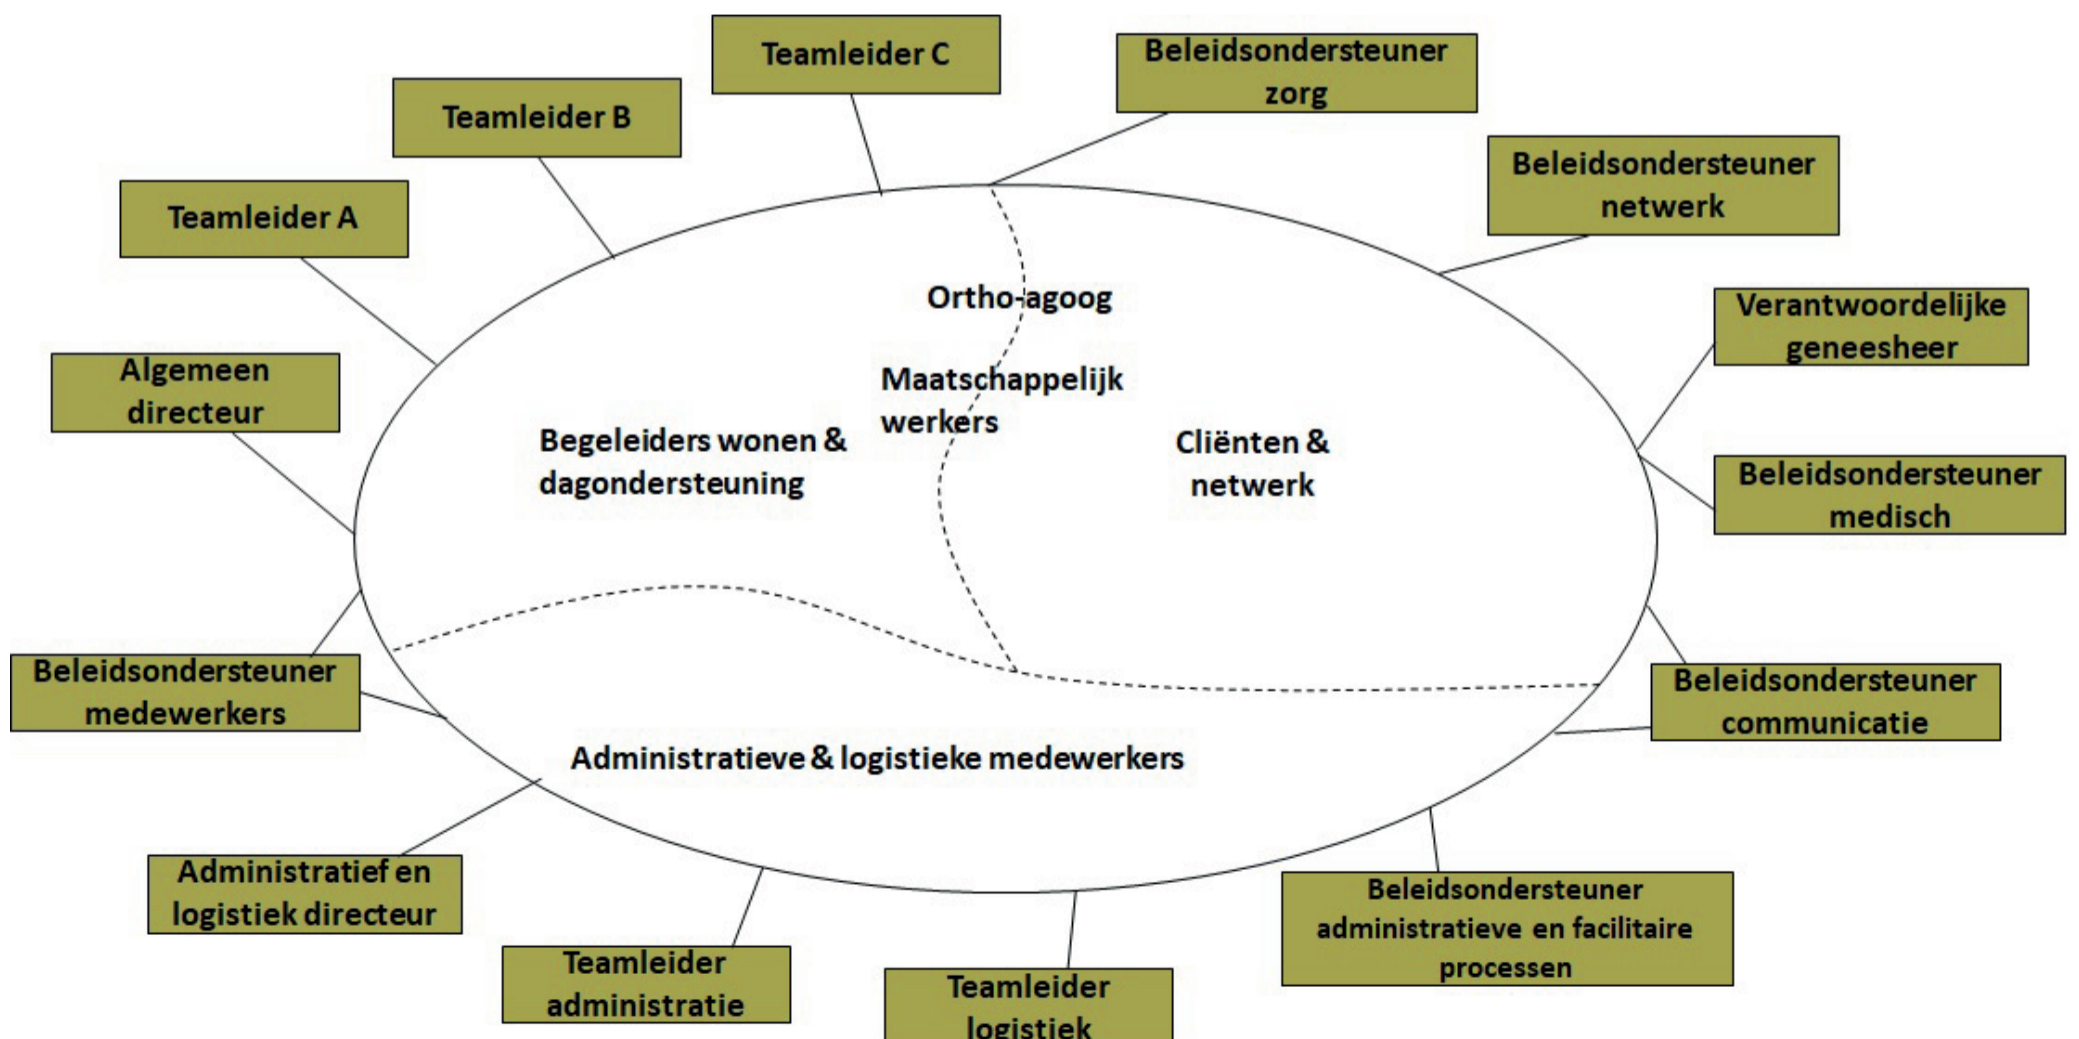 Teamleider C
Beleidsondersteuner
zorg
Teamleider B
Beleidsondersteuner
netwerk
Teamleider A
Verantwoordelijke
geneesheer
Algemeen
directeur
Ortho-agoog
Maatschappelijk
werkers
Begeleiders wonen &
dagondersteuning
Cliënten &
netwerk
Beleidsondersteuner
medisch
Beleidsondersteuner
medewerkers
Beleidsondersteuner
communicatie
Administratieve & logistieke medewerkers
Administratief en
logistiek directeur
Teamleider
administratie
Teamleider
logistiek
Beleidsondersteuner
administratieve en facilitaire
processen